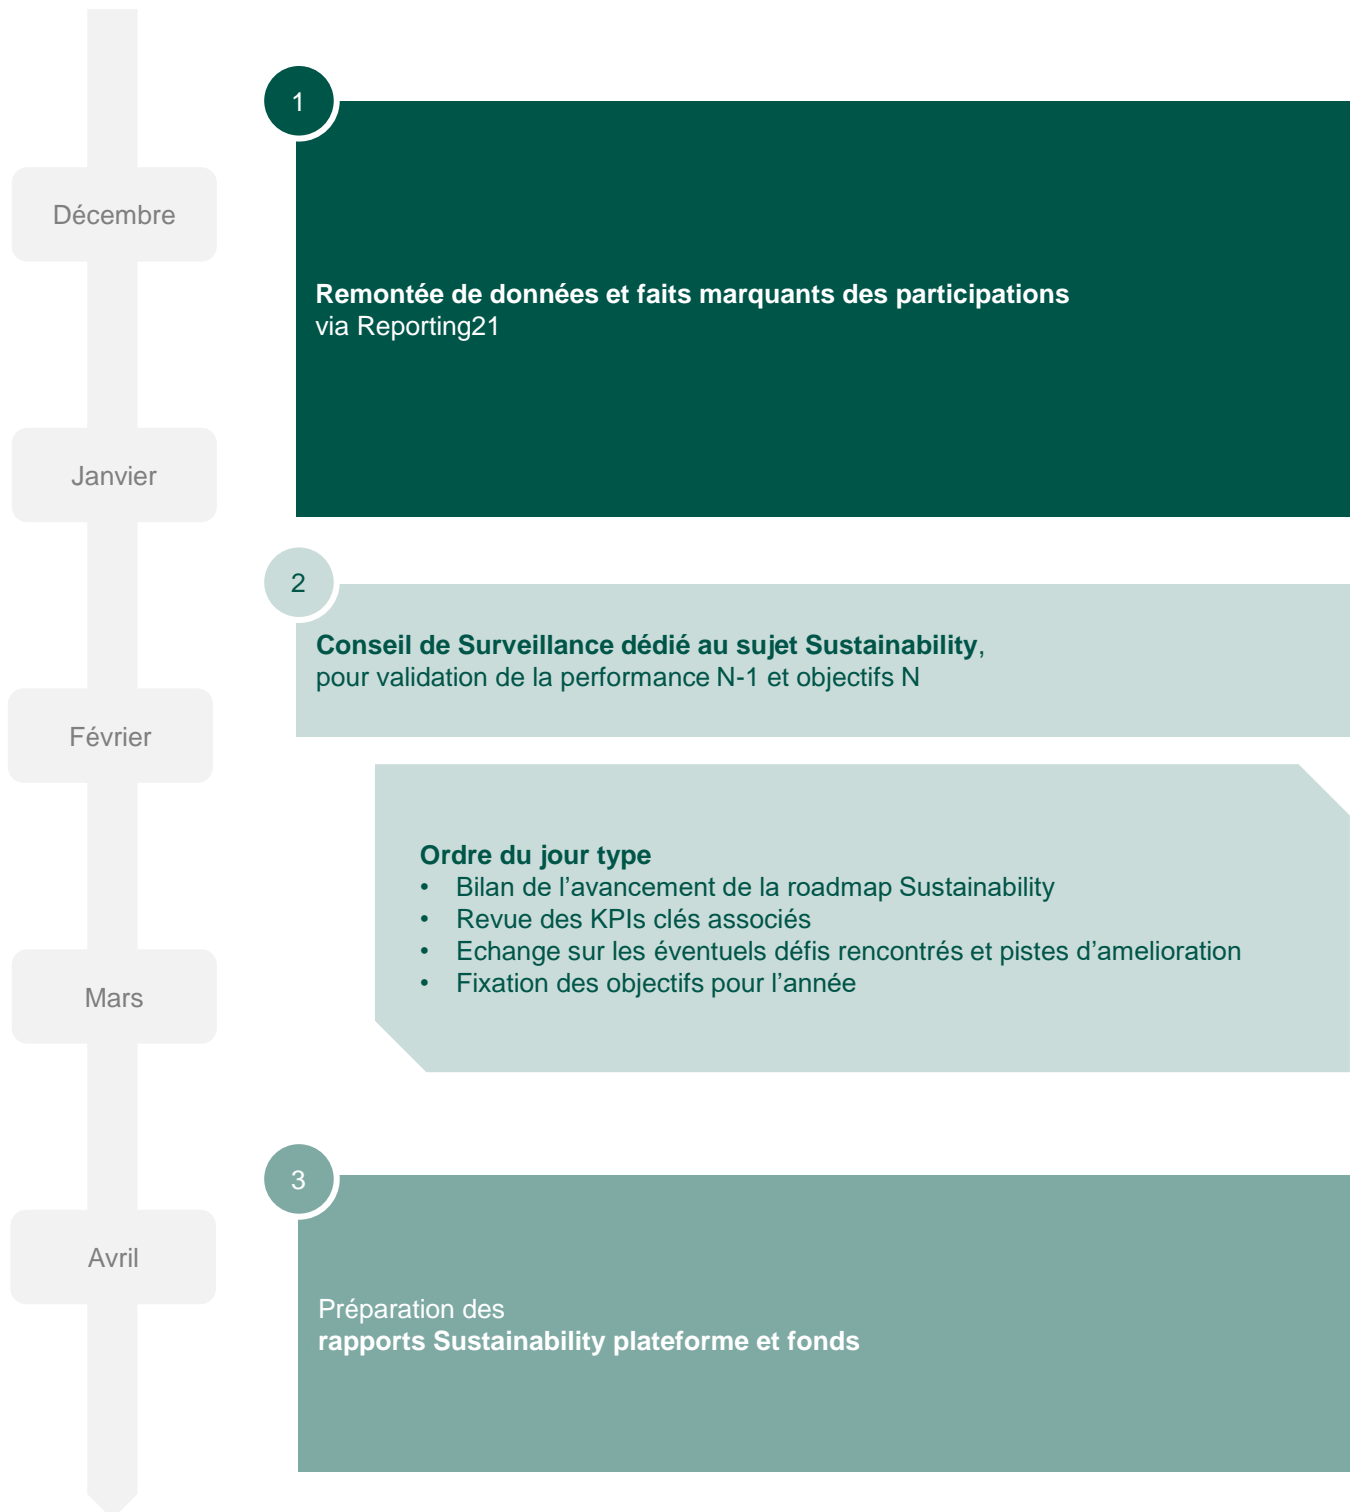 1
Décembre
Remontée de données et faits marquants des participations
via Reporting21
Janvier
2
Conseil de Surveillance dédié au sujet Sustainability,
pour validation de la performance N-1 et objectifs N
Février
Ordre du jour type
• Bilan de l’avancement de la roadmap Sustainability
• Revue des KPIs clés associés
• Echange sur les éventuels défis rencontrés et pistes d’amelioration
• Fixation des objectifs pour l’année
Mars
3
Avril
Préparation des
rapports Sustainability plateforme et fonds